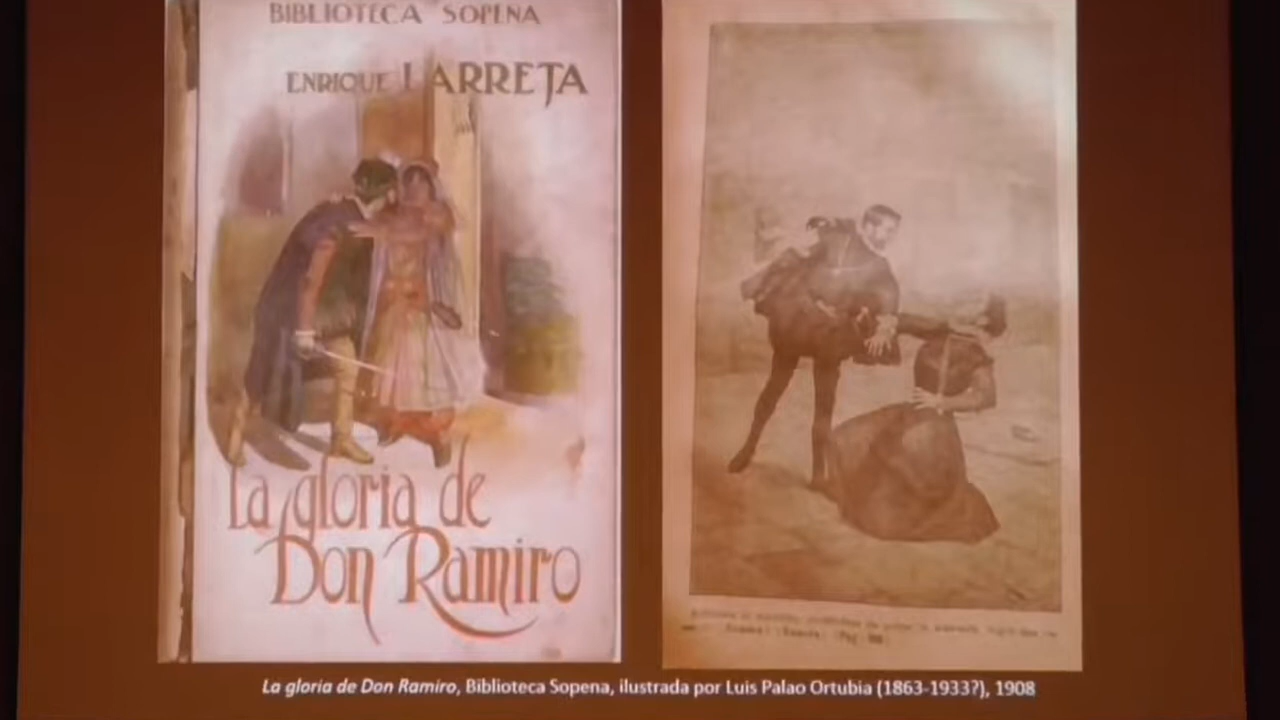 BIBLIOTECA SOPENA
ENRIQUE LARRETA
La gloria de
Don Ramiro
La gloria de Don Ramiro, Biblioteca Sopena, ilustrada por Luis Palao Ortubia (1863-1933?), 1908